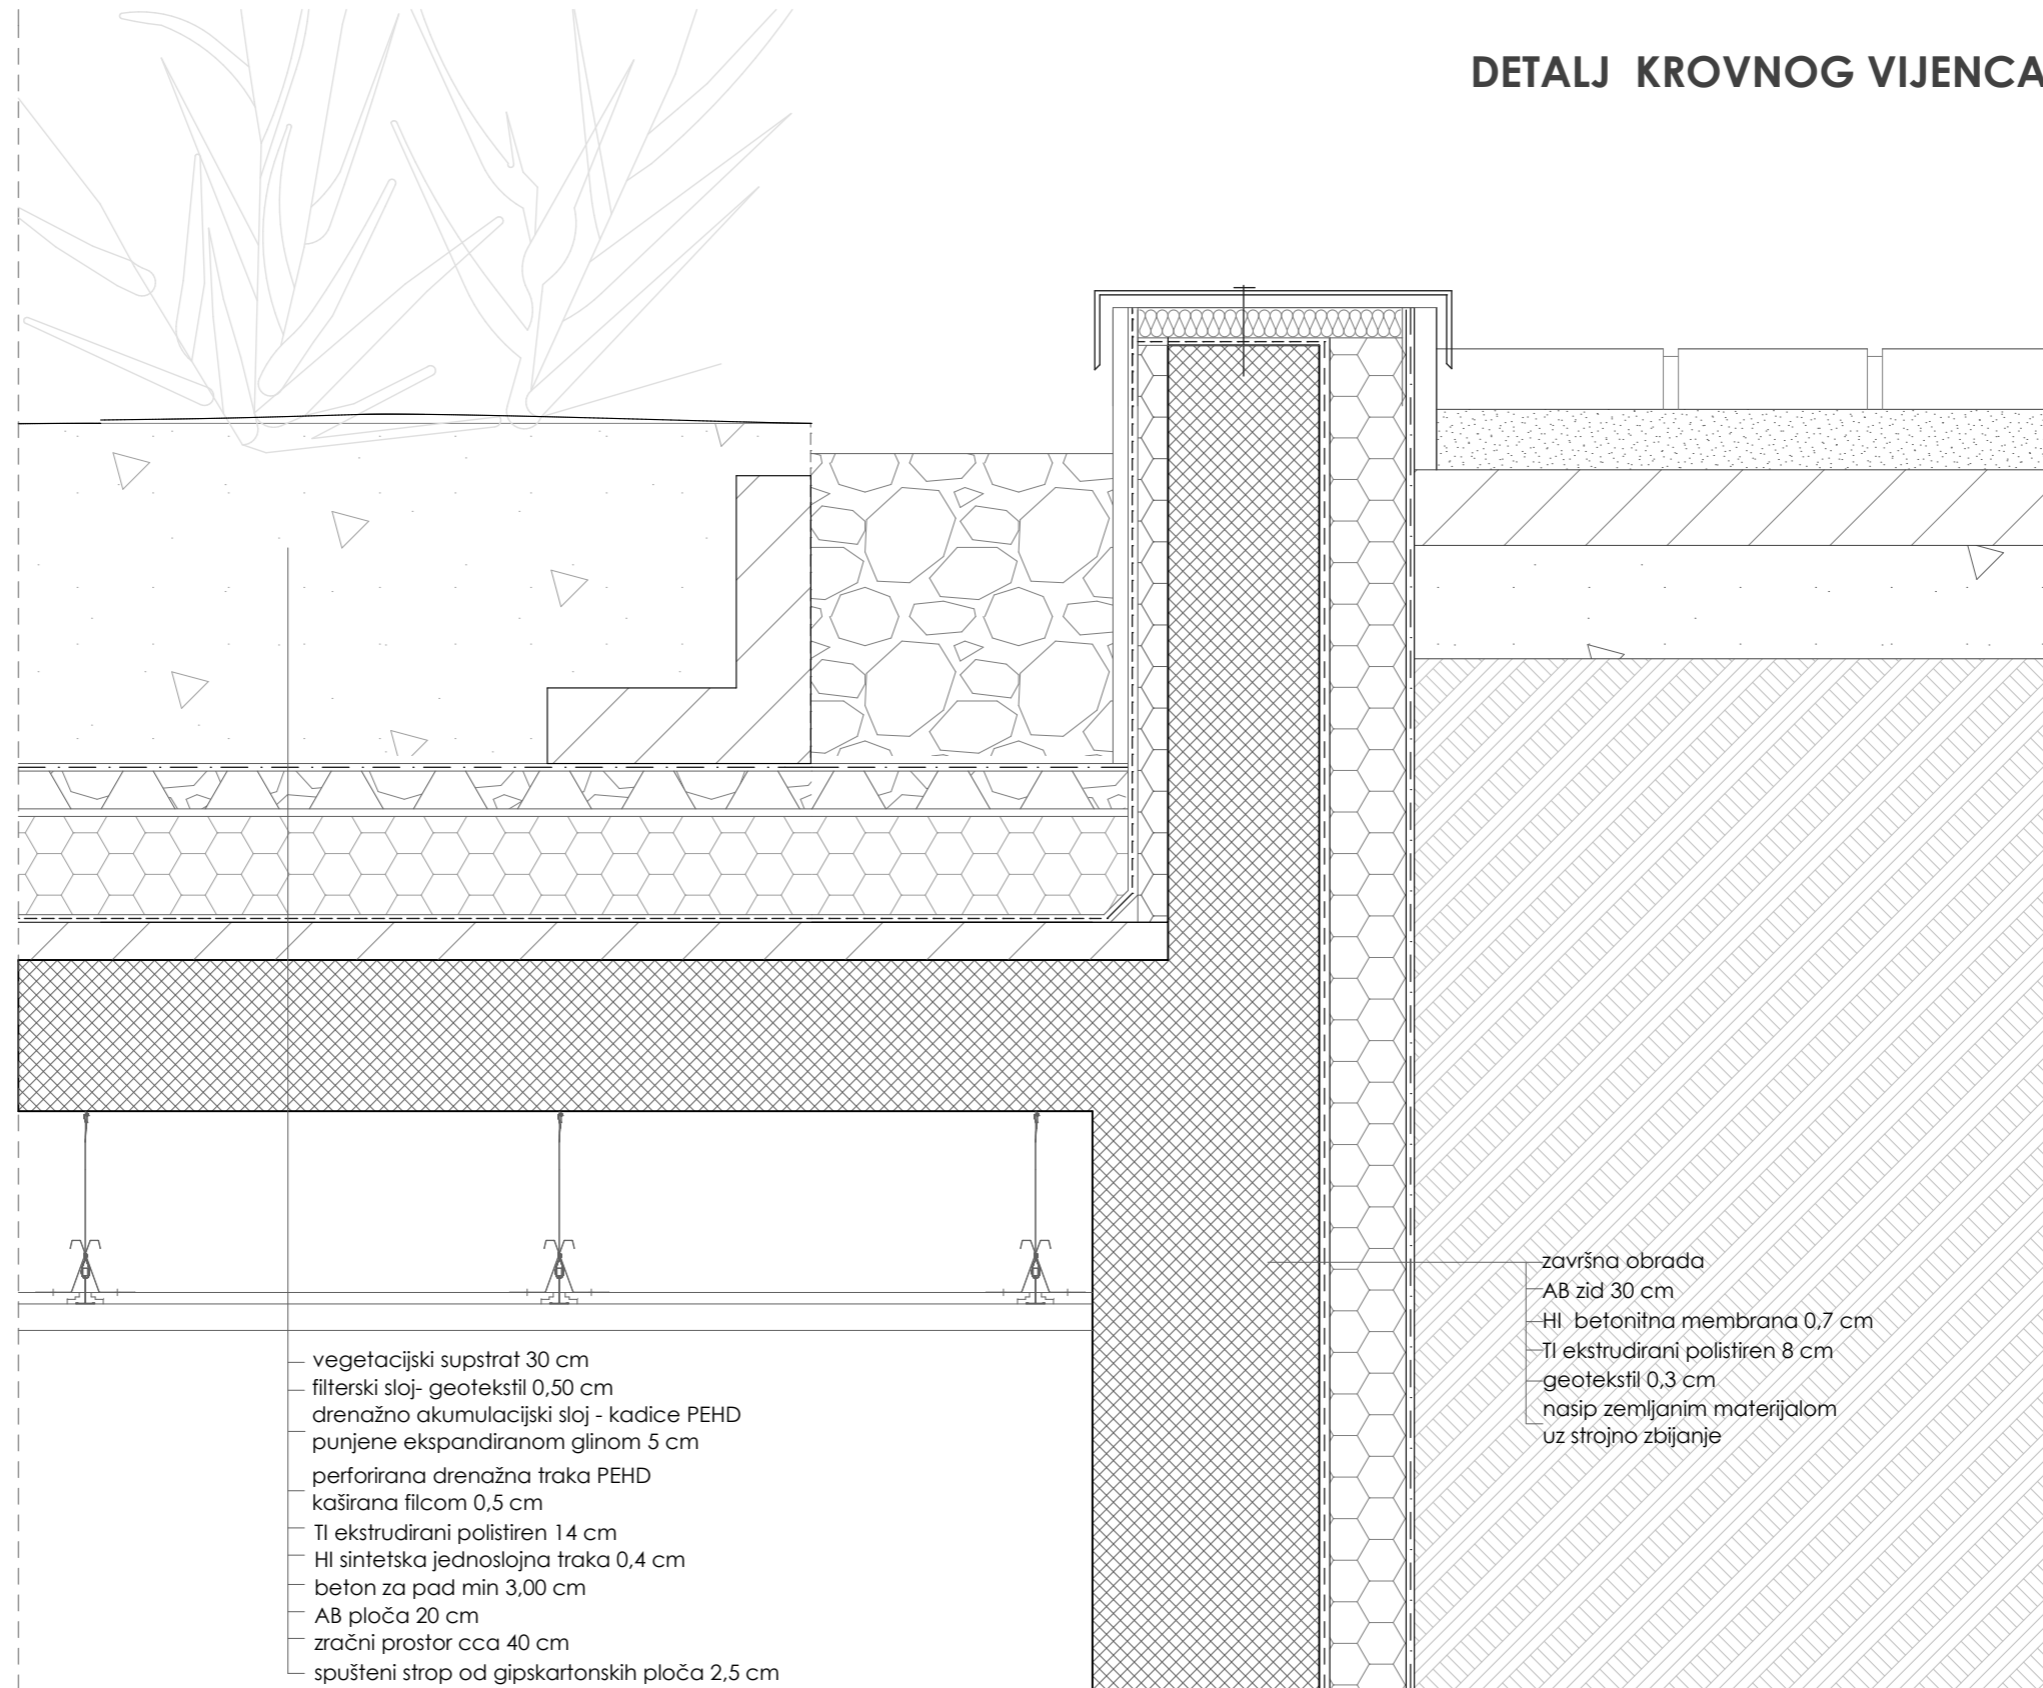 DETALJ KROVNOG VIJENCA
završna obrada
AB zid 30 cm
HI betonitna membrana 0,7 cm
TI ekstrudirani polistiren 8 cm
geotekstil 0,3 cm
nasip zemljanim materijalom
uz strojno zbijanje
vegetacijski supstrat 30 cm
filterski sloj- geotekstil 0,50 cm
drenažno akumulacijski sloj - kadice PEHD
punjene ekspandiranom glinom 5 cm
perforirana drenažna traka PEHD
kaširana filcom 0,5 cm
TI ekstrudirani polistiren 14 cm
HI sintetska jednoslojna traka 0,4 cm
beton za pad min 3,00 cm
AB ploča 20 cm
zračni prostor cca 40 cm
spušteni strop od gipskartonskih ploča 2,5 cm